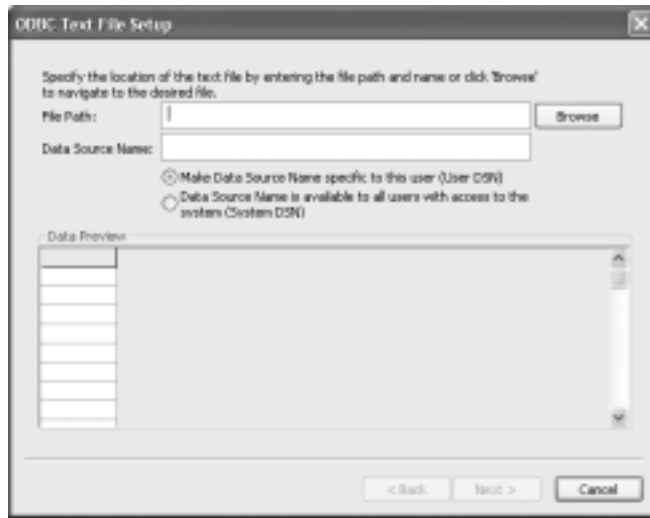 ODBC Text File Setup
Specify the location of the text file by entering the file path and name or click 'Browse'
to navigate to the desired file.
File Path:
Browse
Data Source Name:
Make Data Source Name specific to this user (User DSN)
Data Source Name is available to all users with access to the
system (System DSN)
Data Preview
< Back
Next >
Cancel